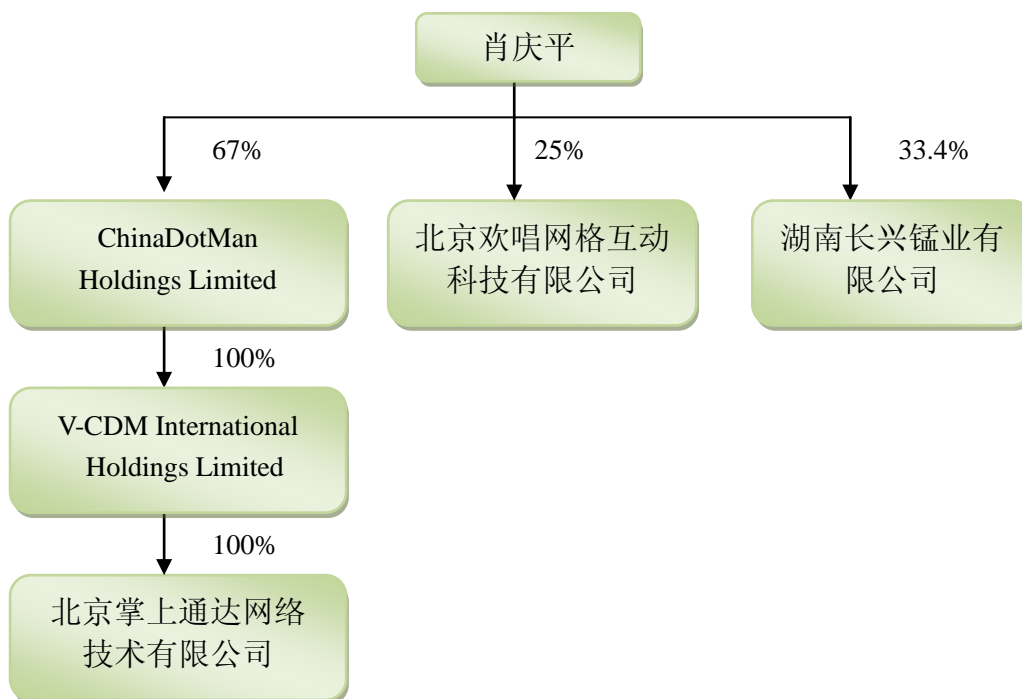 肖庆平
67%
25%
33.4%
ChinaDotMan
Holdings Limited
北京欢唱网格互动
科技有限公司
湖南长兴锰业有
限公司
100%
V-CDM International
Holdings Limited
100%
北京掌上通达网络
技术有限公司